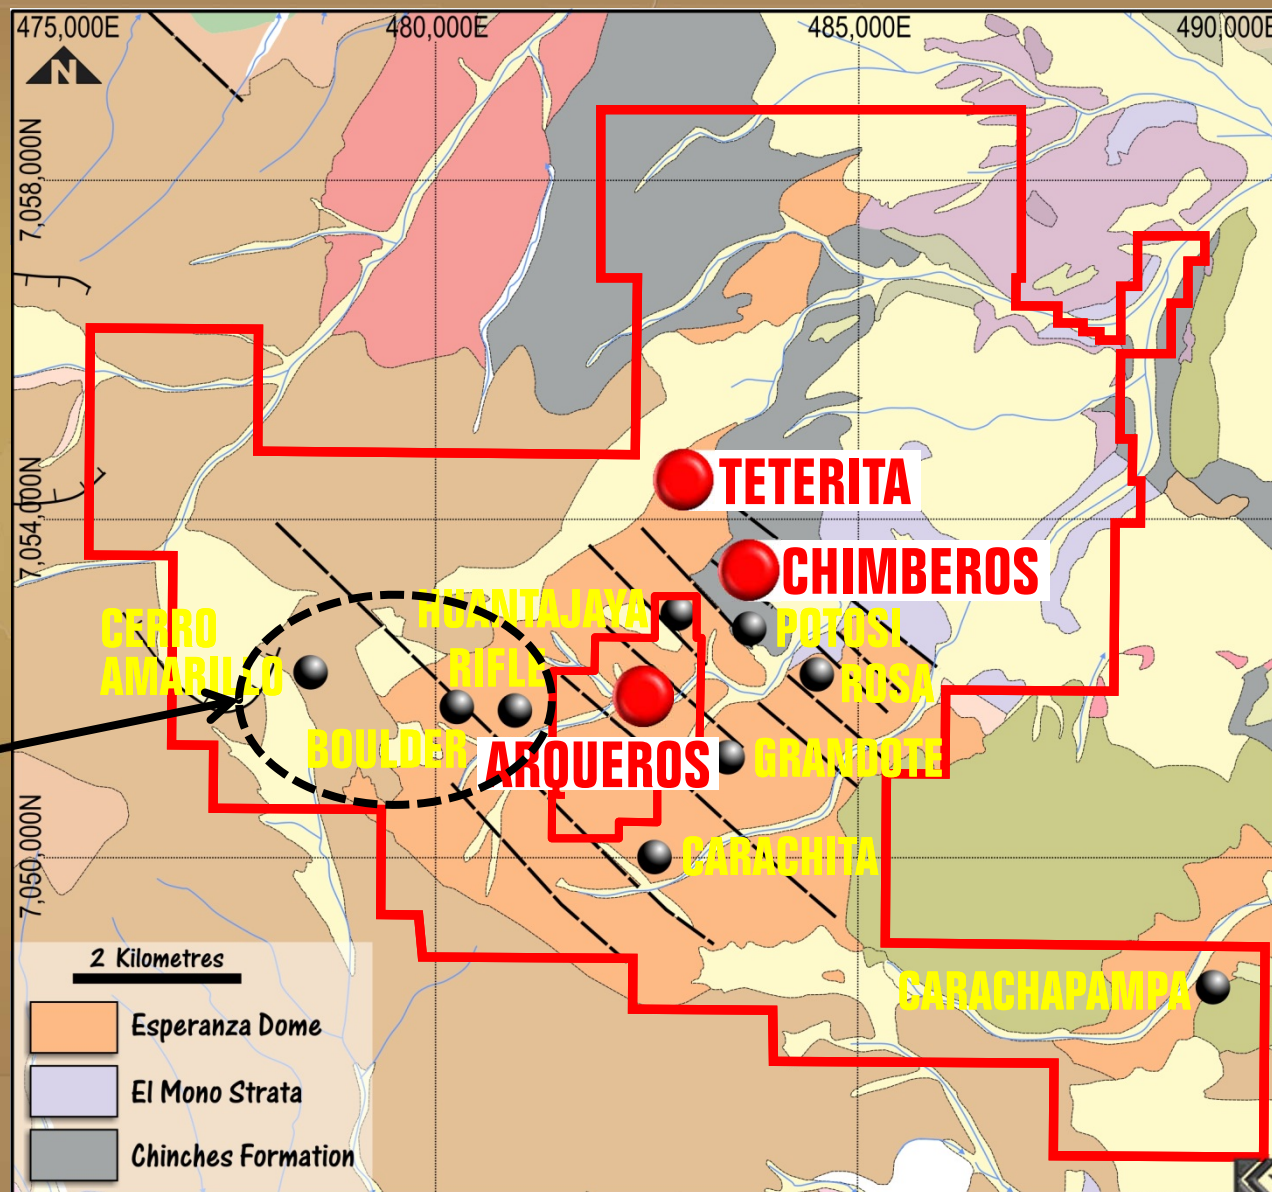 475,000E
480,000E
485,000E
490,000E
N
7,058,000N
7,054,000N
7,050,000N
TETERITA
CHIMBEROS
HUANTAJAYA
POTOSI
CERRO
AMARILLO
RIFLE
ROSA
BOULDER
ARQUEROS
GRANDOTE
CARACHITA
CARACHAPAMPA
2 Kilometres
Esperanza Dome
El Mono Strata
Chinches Formation